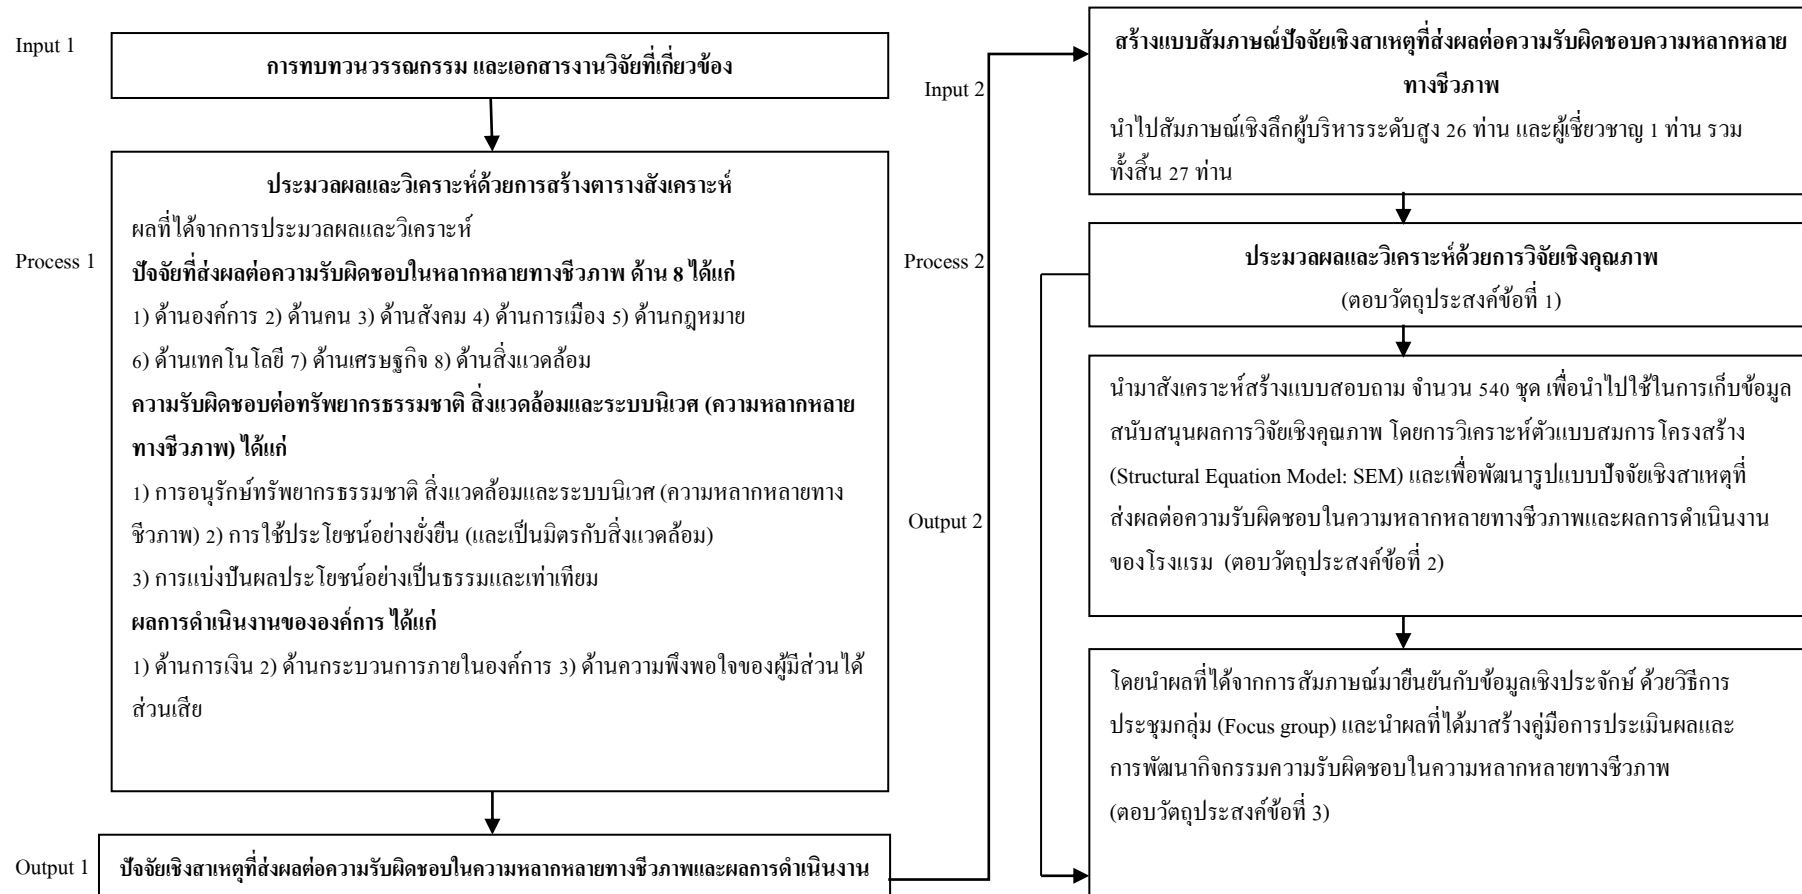 Input 1
การทบทวนวรรณกรรม และเอกสารงานวิจัยที่เกี่ยวข้อง
Process 1
ประมวลผลและวิเคราะห์ด้วยการสร้างตารางสังเคราะห์
ผลที่ได้จากการประมวลผลและวิเคราะห์
ปัจจัยที่ส่งผลต่อความรับผิดชอบในหลากหลายทางชีวภาพ ด้าน 8 ได้แก่
1) ด้านองค์การ 2) ด้านคน 3) ด้านสังคม 4) ด้านการเมือง 5) ด้านกฎหมาย
6) ด้านเทคโนโลยี 7) ด้านเศรษฐกิจ 8) ด้านสิ่งแวดล้อม
ความรับผิดชอบต่อทรัพยากรธรรมชาติ สิ่งแวดล้อมและระบบนิเวศ (ความหลากหลาย
ทางชีวภาพ) ได้แก่
1) การอนุรักษ์ทรัพยากรธรรมชาติ สิ่งแวดล้อมและระบบนิเวศ (ความหลากหลายทาง
ชีวภาพ) 2) การใช้ประโยชน์อย่างยั่งยืน (และเป็นมิตรกับสิ่งแวดล้อม)
3) การแบ่งปันผลประโยชน์อย่างเป็นธรรมและเท่าเทียม
ผลการดำเนินงานขององค์การ ได้แก่
1) ด้านการเงิน 2) ด้านกระบวนการภายในองค์การ 3) ด้านความพึงพอใจของผู้มีส่วนได้
ส่วนเสีย
Output 1
ปัจจัยเชิงสาเหตุที่ส่งผลต่อความรับผิดชอบในความหลากหลายทางชีวภาพและผลการดำเนินงาน
Input 2
สร้างแบบสัมภาษณ์ปัจจัยเชิงสาเหตุที่ส่งผลต่อความรับผิดชอบความหลากหลาย
ทางชีวภาพ
นำไปสัมภาษณ์เชิงลึกผู้บริหารระดับสูง 26 ท่าน และผู้เชี่ยวชาญ 1 ท่าน รวม
ทั้งสิ้น 27 ท่าน
Process 2
ประมวลผลและวิเคราะห์ด้วยการวิจัยเชิงคุณภาพ
(ตอบวัตถุประสงค์ข้อที่ 1)
Output 2
นำมาสังเคราะห์สร้างแบบสอบถาม จำนวน 540 ชุด เพื่อนำไปใช้ในการเก็บข้อมูล
สนับสนุนผลการวิจัยเชิงคุณภาพ โดยการวิเคราะห์ตัวแบบสมการโครงสร้าง
(Structural Equation Model: SEM) และเพื่อพัฒนารูปแบบปัจจัยเชิงสาเหตุที่
ส่งผลต่อความรับผิดชอบในความหลากหลายทางชีวภาพและผลการดำเนินงาน
ของโรงแรม (ตอบวัตถุประสงค์ข้อที่ 2)
โดยนำผลที่ได้จากการสัมภาษณ์มายืนยันกับข้อมูลเชิงประจักษ์ ด้วยวิธีการ
ประชุมกลุ่ม (Focus group) และนำผลที่ได้มาสร้างคู่มือการประเมินผลและ
การพัฒนากิจกรรมความรับผิดชอบในความหลากหลายทางชีวภาพ
(ตอบวัตถุประสงค์ข้อที่ 3)